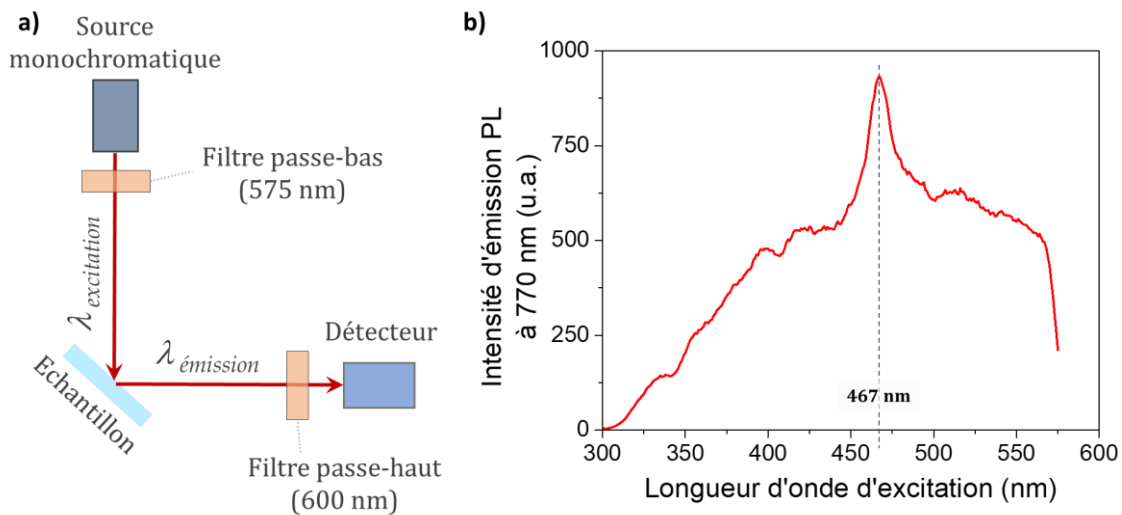 a)
Source
monochromatique
Filtre passe-bas
(575 nm)
λ excitation
Echantillon
λ émission
Détecteur
Filtre passe-haut
(600 nm)
b)
Intensité d'émission PL
à 770 nm (u.a.)
1000
750
500
250
0
467 nm
300
350
400
450
500
550
600
Longueur d'onde d'excitation (nm)